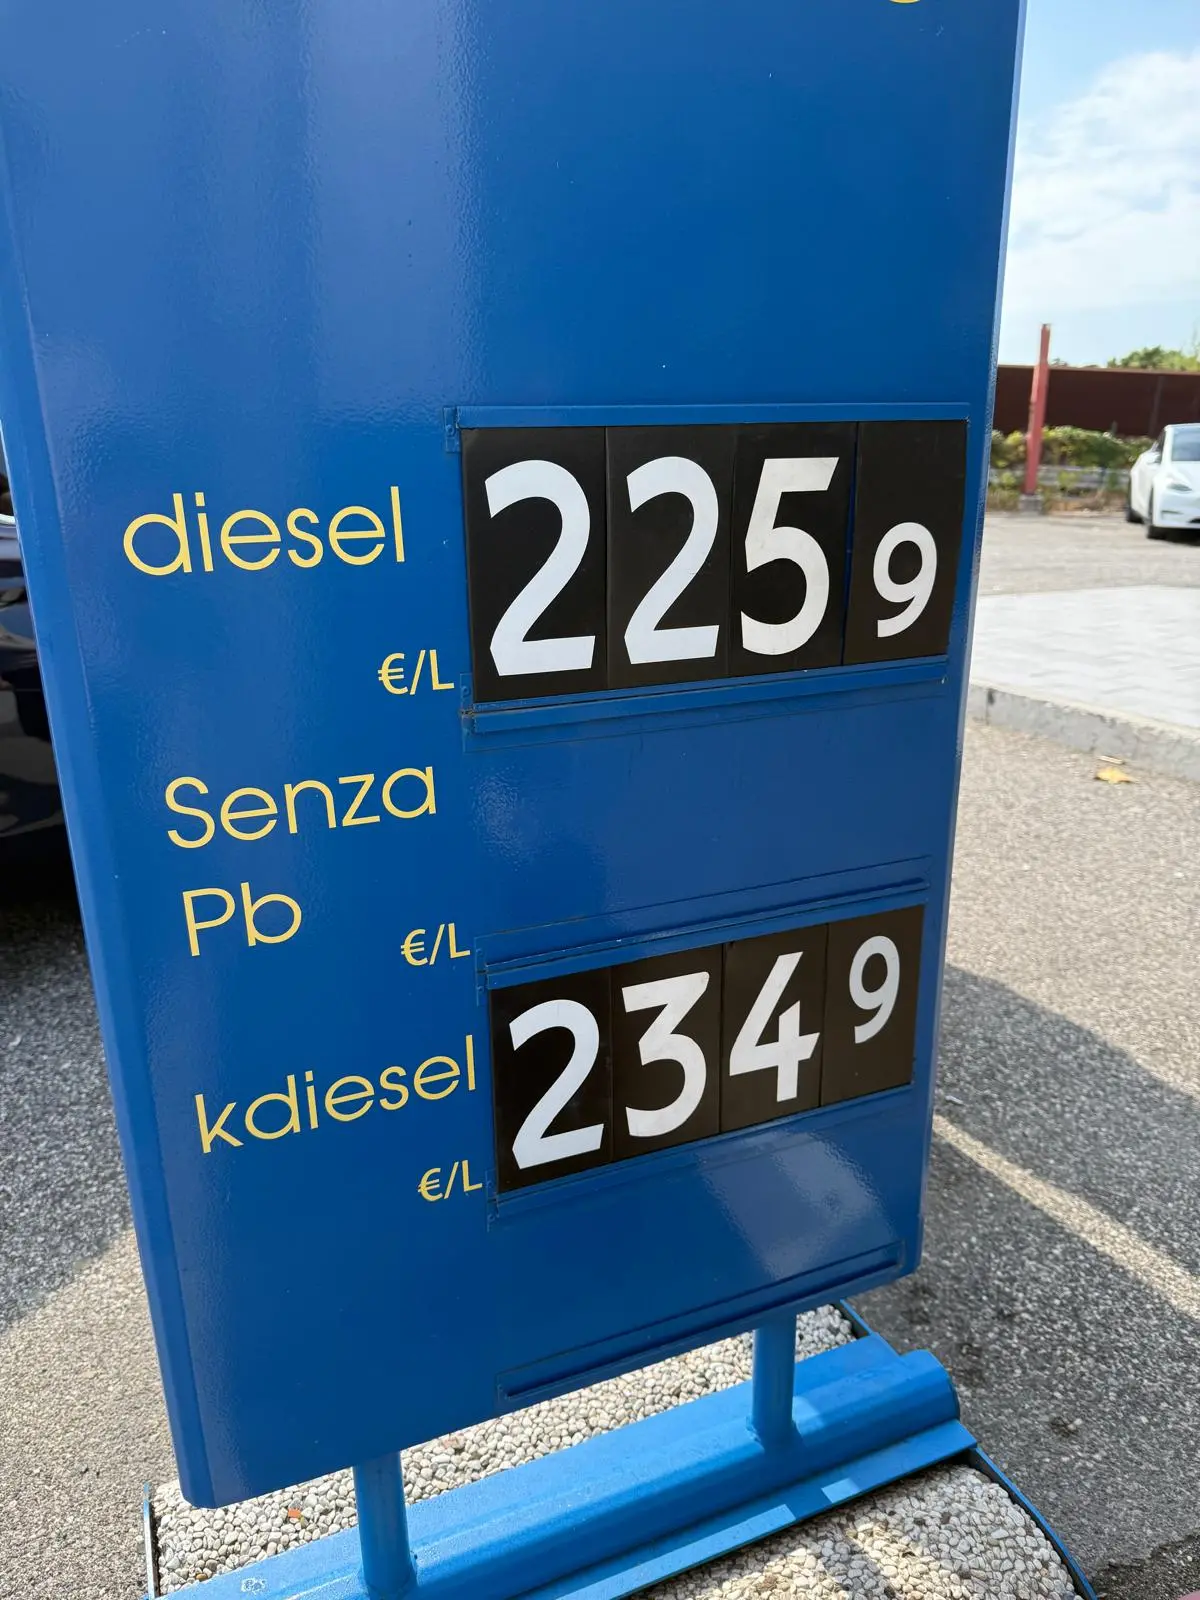 diesel 2259
€/L
Senza
Pb
€/L
kdiesel 2349
€/L